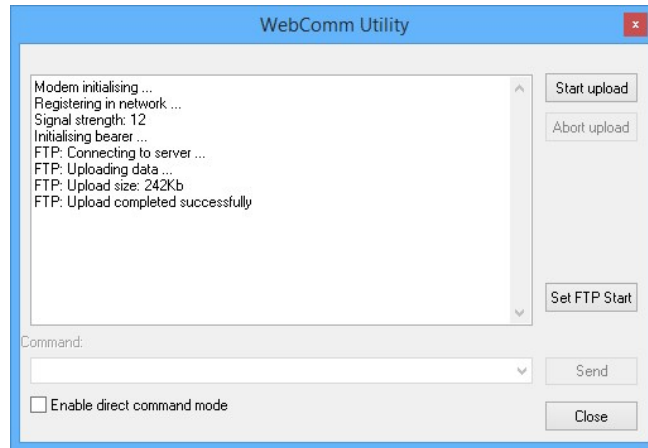 WebComm Utility
x
Modem initialising ...
Registering in network ...
Signal strength: 12
Initialising bearer ...
FTP: Connecting to server ...
FTP: Uploading data ...
FTP: Upload size: 242Kb
FTP: Upload completed successfully
Start upload
Abort upload
Set FTP Start
Command:
Send
Enable direct command mode
Close